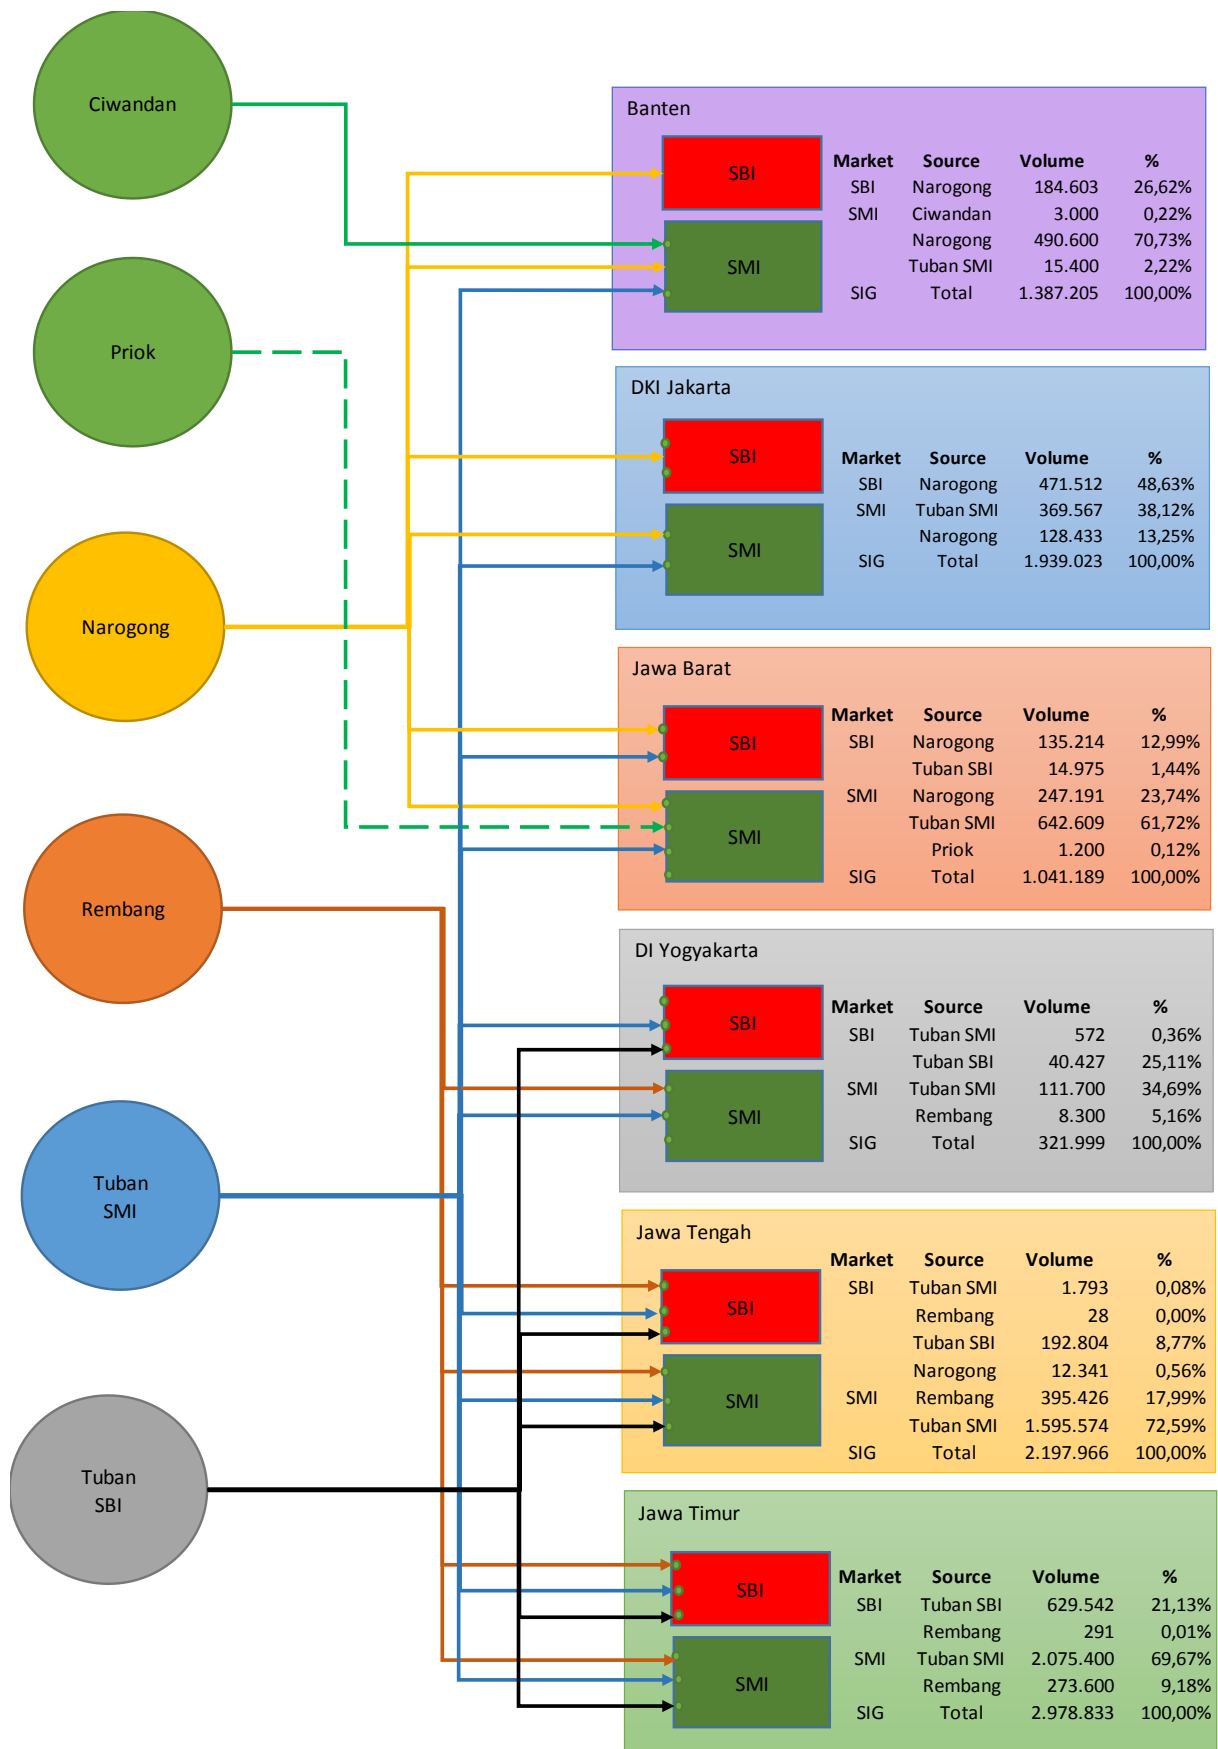 Ciwandan
Priok
Narogong
Rembang
Tuban
SMI
Tuban
SBI
Banten
SBI
SMI
Market Source Volume %
SBI Narogong 184.603 26,62%
SMI Ciwandan 3.000 0,22%
Narogong 490.600 70,73%
Tuban SMI 15.400 2,22%
SIG Total 1.387.205 100,00%
DKI Jakarta
SBI
SMI
Market Source Volume %
SBI Narogong 471.512 48,63%
SMI Tuban SMI 369.567 38,12%
Narogong 128.433 13,25%
SIG Total 1.939.023 100,00%
Jawa Barat
SBI
SMI
Market Source Volume %
SBI Narogong 135.214 12,99%
Tuban SBI 14.975 1,44%
SMI Narogong 247.191 23,74%
Tuban SMI 642.609 61,72%
Priok 1.200 0,12%
SIG Total 1.041.189 100,00%
DI Yogyakarta
SBI
SMI
Market Source Volume %
SBI Tuban SMI 572 0,36%
Tuban SBI 40.427 25,11%
SMI Tuban SMI 111.700 34,69%
Rembang 8.300 5,16%
SIG Total 321.999 100,00%
Jawa Tengah
SBI
SMI
Market Source Volume %
SBI Tuban SMI 1.793 0,08%
Rembang 28 0,00%
Tuban SBI 192.804 8,77%
Narogong 12.341 0,56%
SMI Rembang 395.426 17,99%
Tuban SMI 1.595.574 72,59%
SIG Total 2.197.966 100,00%
Jawa Timur
SBI
SMI
Market Source Volume %
SBI Tuban SBI 629.542 21,13%
Rembang 291 0,01%
SMI Tuban SMI 2.075.400 69,67%
Rembang 273.600 9,18%
SIG Total 2.978.833 100,00%